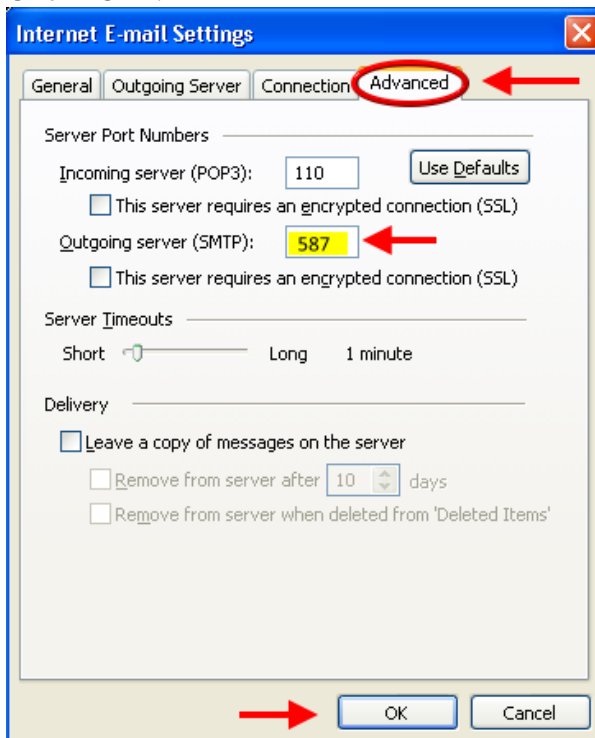 Internet E-mail Settings
General Outgoing Server Connection Advanced
Server Port Numbers
Incoming server (POP3): 110 Use Defaults
This server requires an encrypted connection (SSL)
Outgoing server (SMTP): 587
This server requires an encrypted connection (SSL)
Server Timeouts
Short Long 1 minute
Delivery
Leave a copy of messages on the server
Remove from server after 10 days
Remove from server when deleted from 'Deleted Items'
OK Cancel